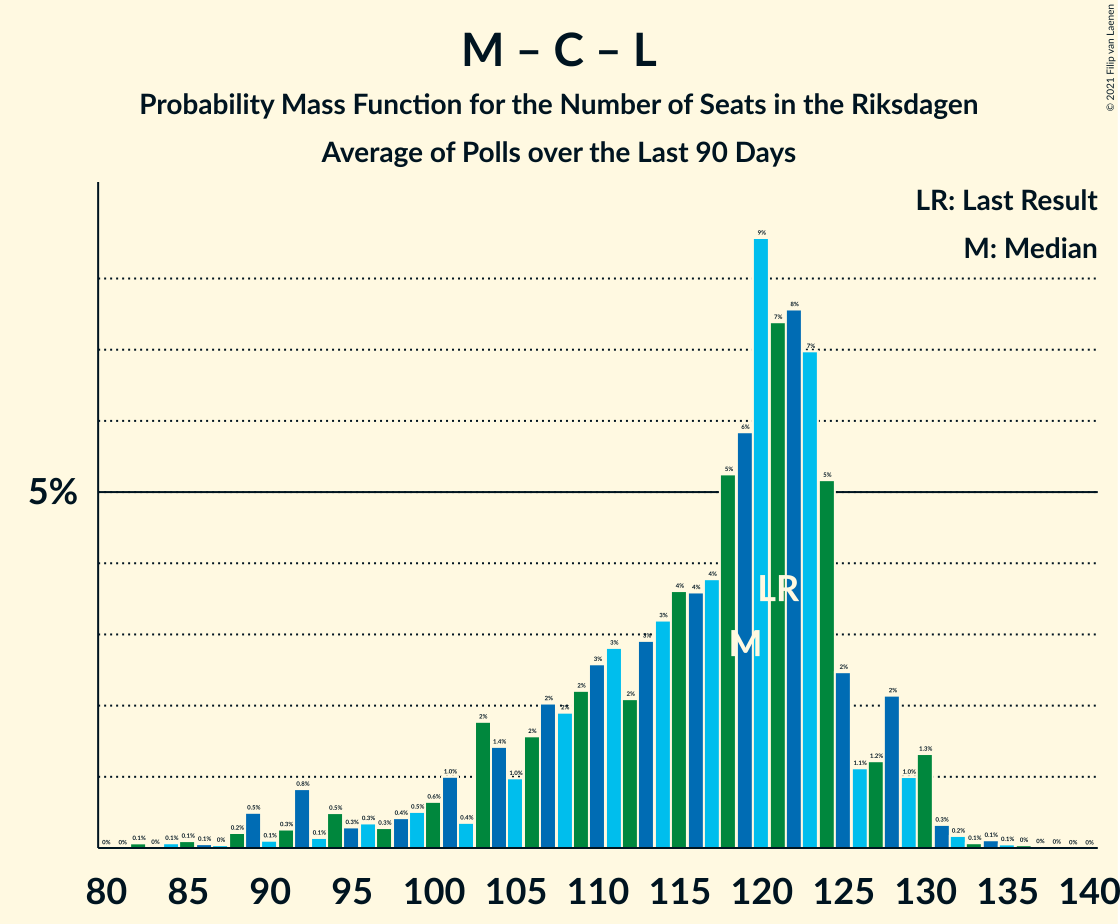 M – C – L
Probability Mass Function for the Number of Seats in the Riksdagen
Average of Polls over the Last 90 Days
© 2021 Filip van Laenen
LR: Last Result
M: Median
5%
0% 0% 0.1% 0% 0.1% 0.1% 0.1% 0% 0.2% 0.5% 0.1% 0.3% 0.8% 0.1% 0.5% 0.3% 0.3% 0.3% 0.4% 0.5% 0.6% 1.0% 0.4% 2% 1.4% 1.0% 2% 2% 2% 2% 3% 3% 2% 3% 3% 4% 4% 4% 5% 6% 9% 7% 8% 7% 5% 2% 1.1% 1.2% 2% 1.0% 1.3% 0.3% 0.2% 0.1% 0.1% 0% 0% 0% 0% 0% 0%
LR
M
80 85 90 95 100 105 110 115 120 125 130 135 140